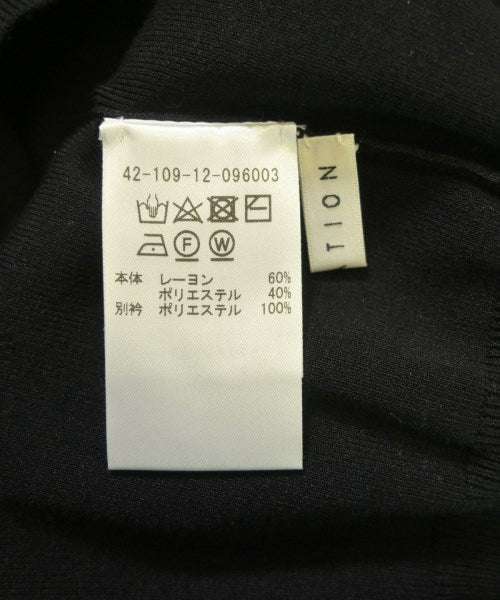 42-109-12-096003
F W
本体 レーヨン 60%
ポリエステル 40%
別衿 ポリエステル 100%
TION